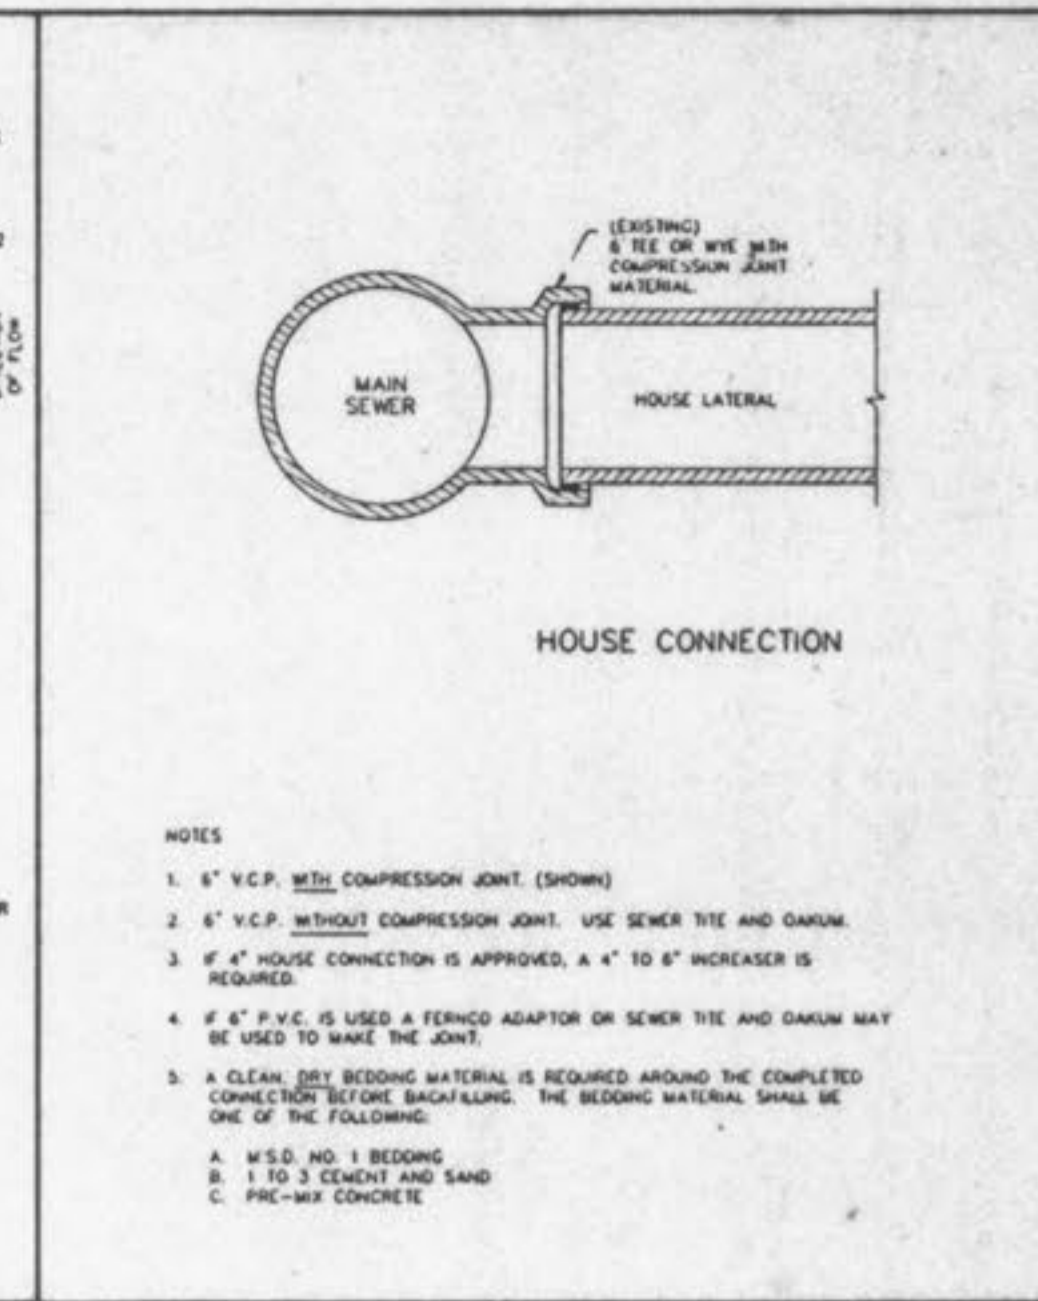 OF FLOW
R
(EXISTING)
6" TEE OR WYE WITH
COMPRESSION JOINT
MATERIAL.
MAIN
SEWER
HOUSE LATERAL
HOUSE CONNECTION
NOTES
1. 6" V.C.P. WITH COMPRESSION JOINT. (SHOWN)
2. 6" V.C.P. WITHOUT COMPRESSION JOINT. USE SEWER TITE AND OAKUM.
3. IF 4" HOUSE CONNECTION IS APPROVED, A 4" TO 6" INCREASER IS
REQUIRED.
4. IF 6" P.V.C. IS USED A FERNCO ADAPTOR OR SEWER TITE AND OAKUM MAY
BE USED TO MAKE THE JOINT.
5. A CLEAN, DRY BEDDING MATERIAL IS REQUIRED AROUND THE COMPLETED
CONNECTION BEFORE BACKFILLING. THE BEDDING MATERIAL SHALL BE
ONE OF THE FOLLOWING:
A. M.S.D. NO. 1 BEDDING
B. 1 TO 3 CEMENT AND SAND
C. PRE-MIX CONCRETE